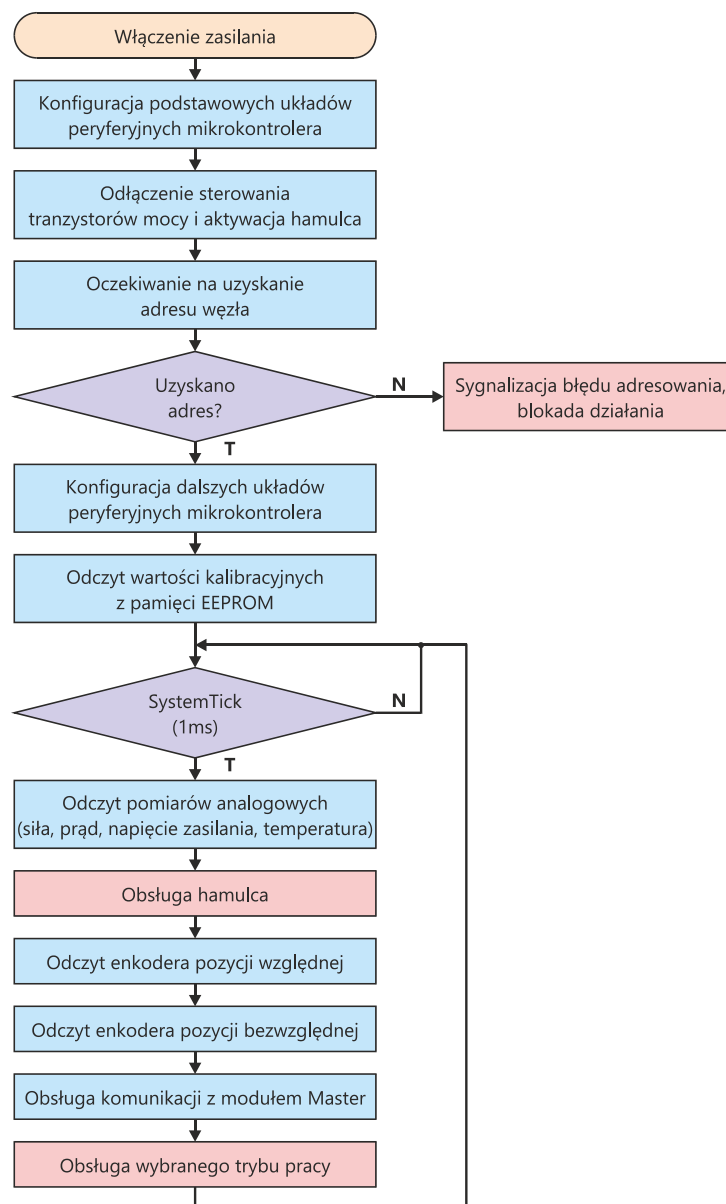 Włączenie zasilania
Konfiguracja podstawowych układów
peryferyjnych mikrokontrolera
Odłączenie sterowania
tranzystorów mocy i aktywacja hamulca
Oczekiwanie na uzyskanie
adresu węzła
Uzyskano
adres?
N
Sygnalizacja błędu adresowania,
blokada działania
T
Konfiguracja dalszych układów
peryferyjnych mikrokontrolera
Odczyt wartości kalibracyjnych
z pamięci EEPROM
SystemTick
(1ms)
N
T
Odczyt pomiarów analogowych
(siła, prąd, napięcie zasilania, temperatura)
Obsługa hamulca
Odczyt enkodera pozycji względnej
Odczyt enkodera pozycji bezwzględnej
Obsługa komunikacji z modułem Master
Obsługa wybranego trybu pracy